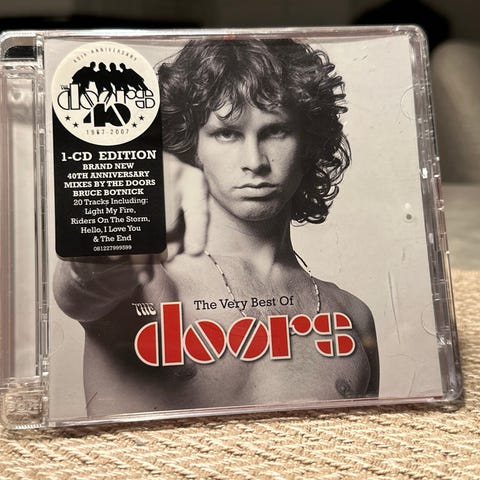 40TH ANNIVERSARY
THE
doors
40
1967-2007
1-CD EDITION
BRAND NEW
40TH ANNIVERSARY
MIXES BY THE DOORS
BRUCE BOTNICK
20 Tracks Including:
Light My Fire,
Riders On The Storm,
Hello, I Love You
& The End
081227999599
The Very Best Of
THE
doors